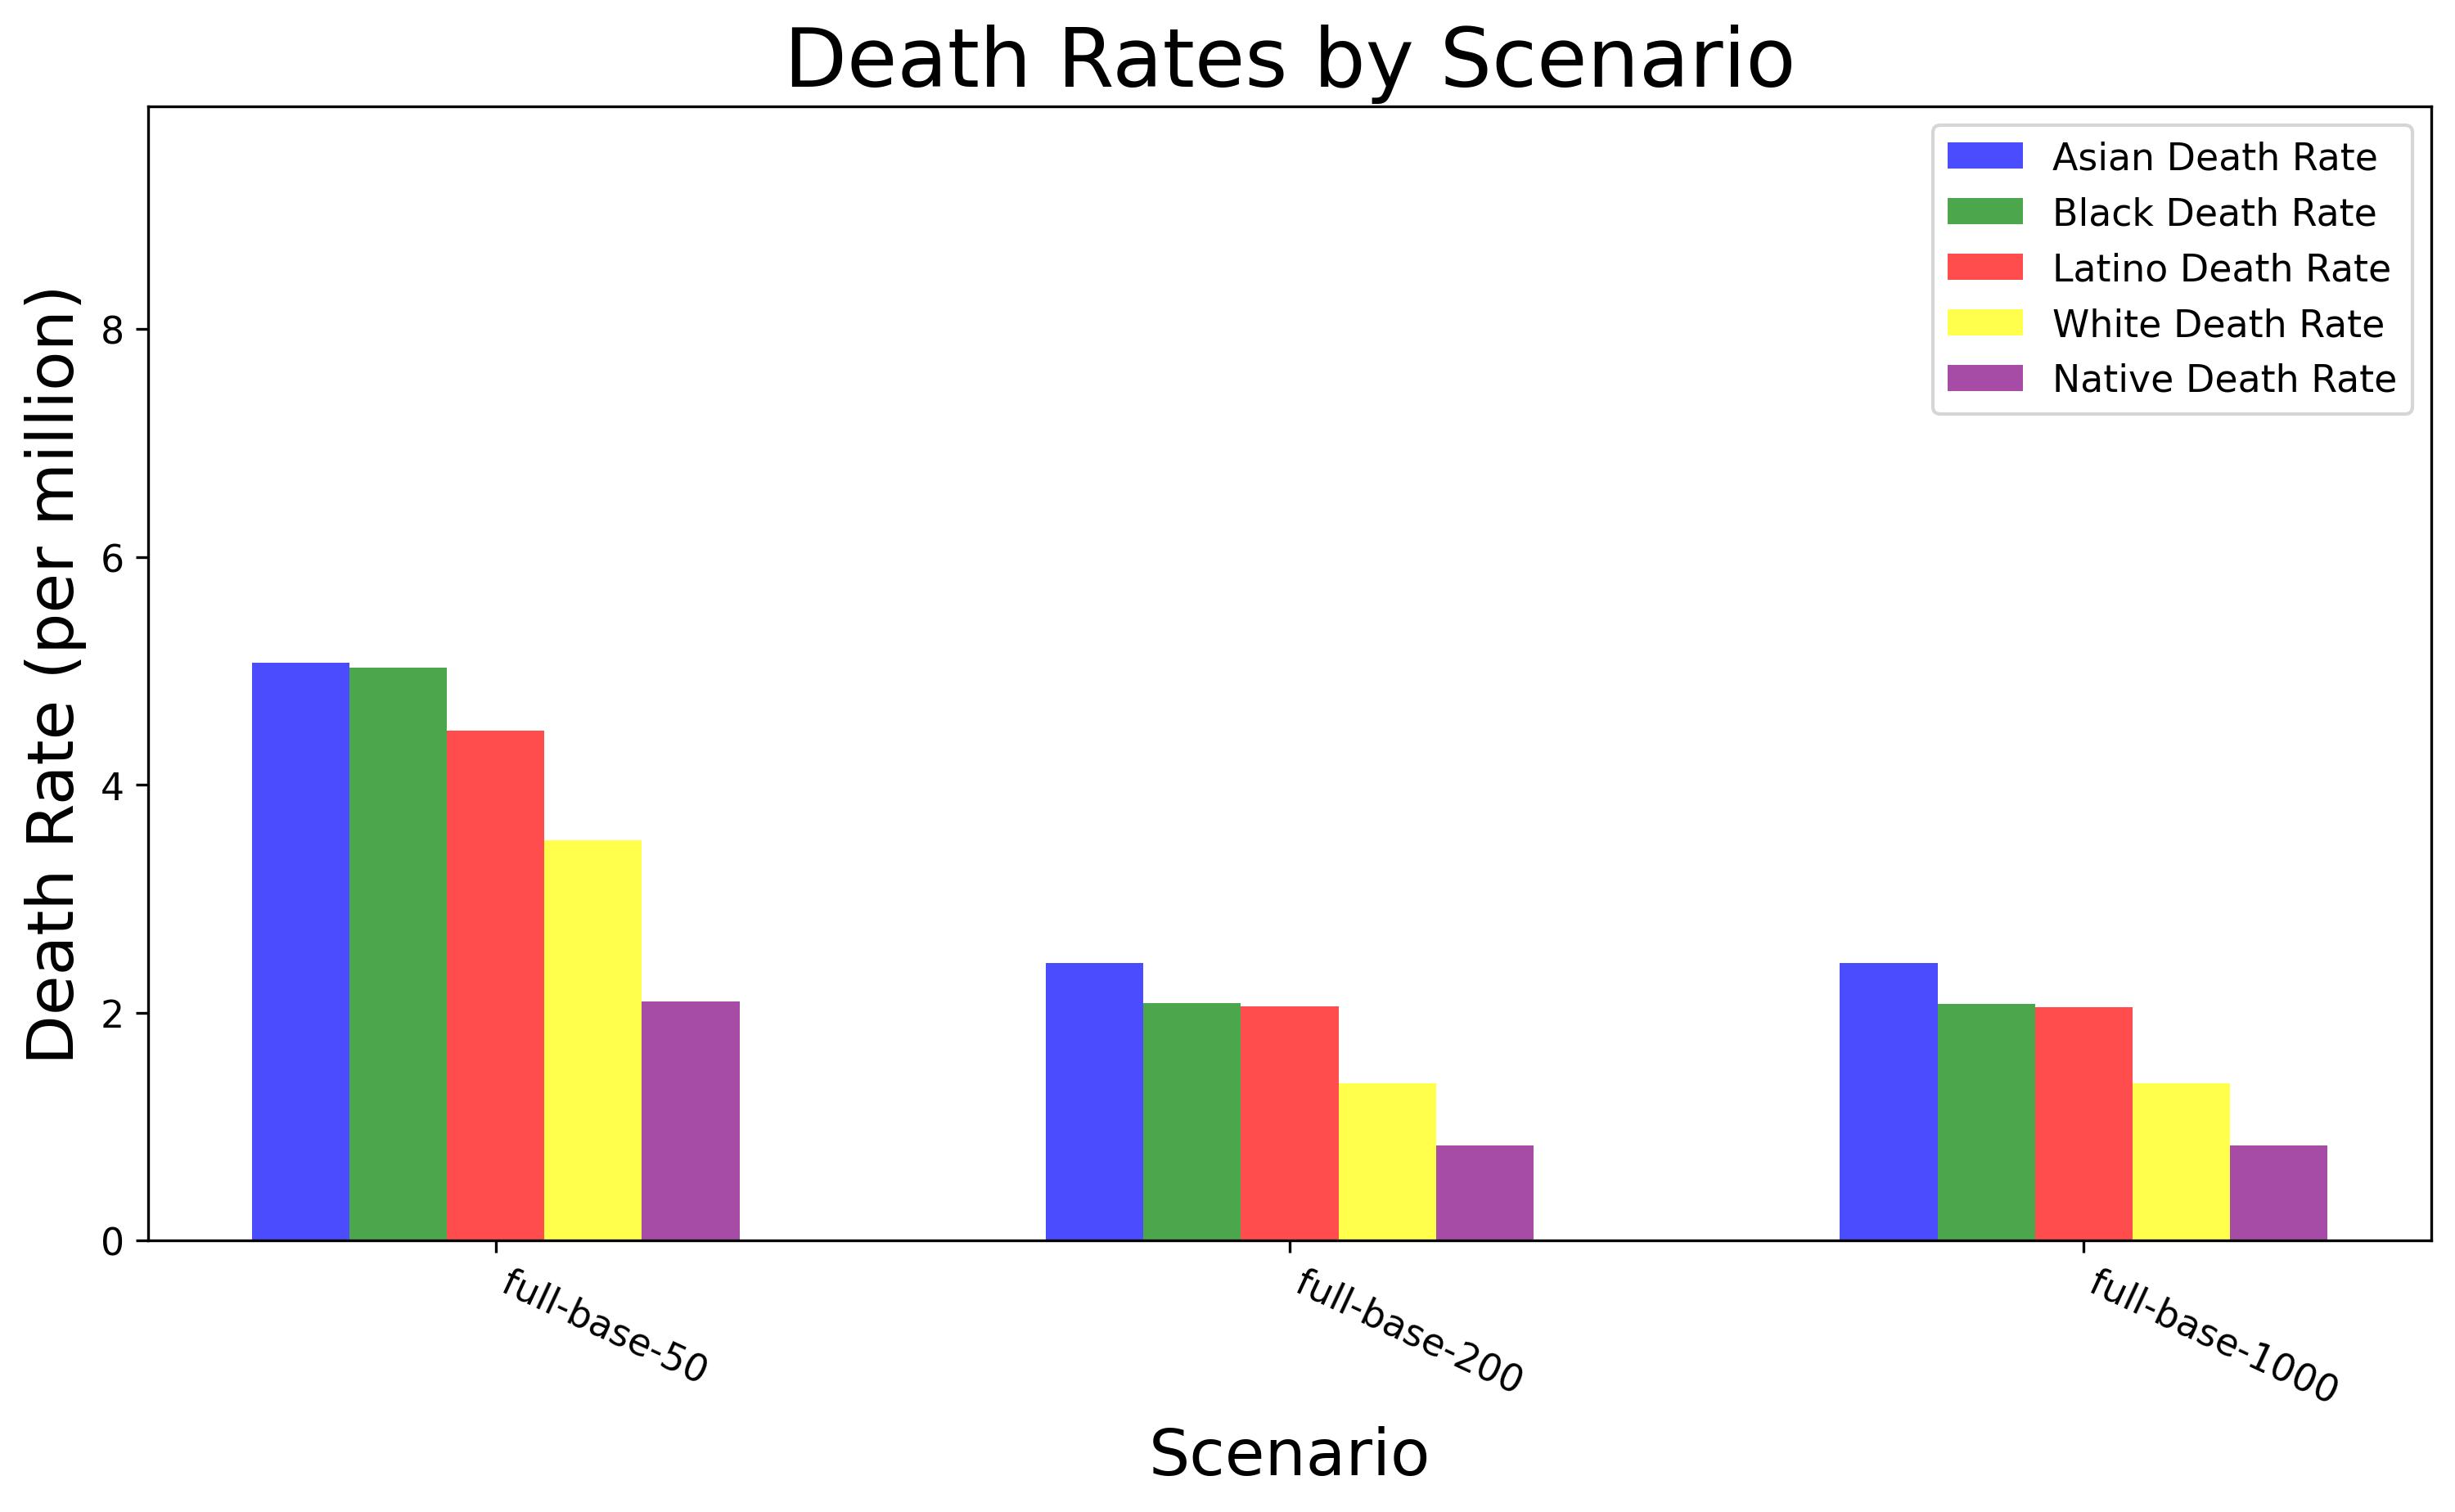 Death Rates by Scenario
Asian Death Rate
Black Death Rate
Latino Death Rate
White Death Rate
Native Death Rate
Death Rate (per million)
8
6
4
2
0
full-base-50
full-base-200
full-base-1000
Scenario